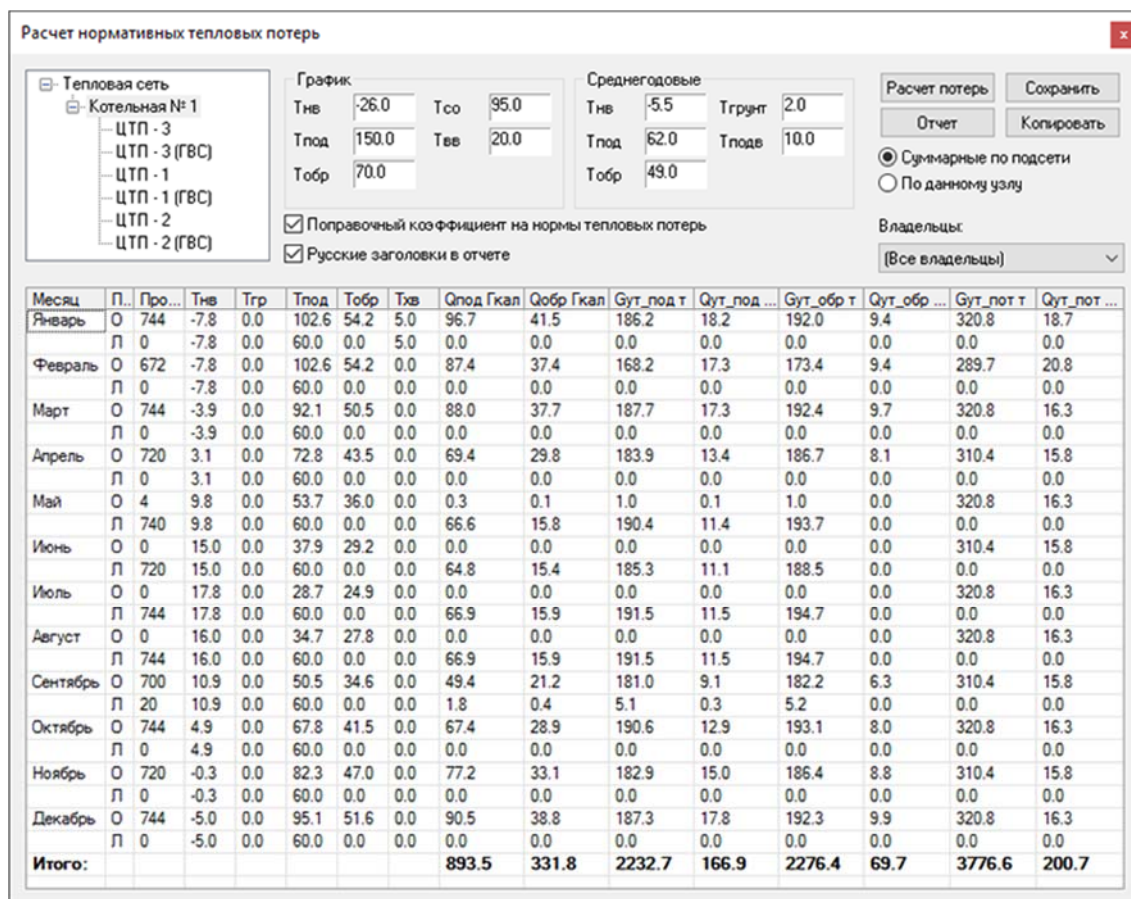 Расчет нормативных тепловых потерь
x
Тепловая сеть
Котельная № 1
ЦТП - 3
ЦТП - 3 (ГВС)
ЦТП - 1
ЦТП - 1 (ГВС)
ЦТП - 2
ЦТП - 2 (ГВС)
График
Тнв -26.0 Тсо 95.0
Тпод 150.0 Твв 20.0
Тобр 70.0
Среднегодовые
Тнв -5.5 Тгрунт 2.0
Тпод 62.0 Тподв 10.0
Тобр 49.0
Расчет потерь Сохранить
Отчет Копировать
Суммарные по подсети
По данному узлу
Поправочный коэффициент на нормы тепловых потерь
Русские заголовки в отчете
Владельцы:
(Все владельцы)
Месяц П.. Про... Тнв Тгр Тпод Тобр Тхв Qпод Гкал Qобр Гкал Gут_под т Qут_под ... Gут_обр т Qут_обр ... Gут_пот т Qут_пот ...
Январь О 744 -7.8 0.0 102.6 54.2 5.0 96.7 41.5 186.2 18.2 192.0 9.4 320.8 18.7
Л 0 -7.8 0.0 60.0 0.0 5.0 0.0 0.0 0.0 0.0 0.0 0.0 0.0 0.0
Февраль О 672 -7.8 0.0 102.6 54.2 0.0 87.4 37.4 168.2 17.3 173.4 9.4 289.7 20.8
Л 0 -7.8 0.0 60.0 0.0 0.0 0.0 0.0 0.0 0.0 0.0 0.0 0.0 0.0
Март О 744 -3.9 0.0 92.1 50.5 0.0 88.0 37.7 187.7 17.3 192.4 9.7 320.8 16.3
Л 0 -3.9 0.0 60.0 0.0 0.0 0.0 0.0 0.0 0.0 0.0 0.0 0.0 0.0
Апрель О 720 3.1 0.0 72.8 43.5 0.0 69.4 29.8 183.9 13.4 186.7 8.1 310.4 15.8
Л 0 3.1 0.0 60.0 0.0 0.0 0.0 0.0 0.0 0.0 0.0 0.0 0.0 0.0
Май О 4 9.8 0.0 53.7 36.0 0.0 0.3 0.1 1.0 0.1 1.0 0.0 320.8 16.3
Л 740 9.8 0.0 60.0 0.0 0.0 66.6 15.8 190.4 11.4 193.7 0.0 0.0 0.0
Июнь О 0 15.0 0.0 37.9 29.2 0.0 0.0 0.0 0.0 0.0 0.0 0.0 310.4 15.8
Л 720 15.0 0.0 60.0 0.0 0.0 64.8 15.4 185.3 11.1 188.5 0.0 0.0 0.0
Июль О 0 17.8 0.0 28.7 24.9 0.0 0.0 0.0 0.0 0.0 0.0 0.0 320.8 16.3
Л 744 17.8 0.0 60.0 0.0 0.0 66.9 15.9 191.5 11.5 194.7 0.0 0.0 0.0
Август О 0 16.0 0.0 34.7 27.8 0.0 0.0 0.0 0.0 0.0 0.0 0.0 320.8 16.3
Л 744 16.0 0.0 60.0 0.0 0.0 66.9 15.9 191.5 11.5 194.7 0.0 0.0 0.0
Сентябрь О 700 10.9 0.0 50.5 34.6 0.0 49.4 21.2 181.0 9.1 182.2 6.3 310.4 15.8
Л 20 10.9 0.0 60.0 0.0 0.0 1.8 0.4 5.1 0.3 5.2 0.0 0.0 0.0
Октябрь О 744 4.9 0.0 67.8 41.5 0.0 67.4 28.9 190.6 12.9 193.1 8.0 320.8 16.3
Л 0 4.9 0.0 60.0 0.0 0.0 0.0 0.0 0.0 0.0 0.0 0.0 0.0 0.0
Ноябрь О 720 -0.3 0.0 82.3 47.0 0.0 77.2 33.1 182.9 15.0 186.4 8.8 310.4 15.8
Л 0 -0.3 0.0 60.0 0.0 0.0 0.0 0.0 0.0 0.0 0.0 0.0 0.0 0.0
Декабрь О 744 -5.0 0.0 95.1 51.6 0.0 90.5 38.8 187.3 17.8 192.3 9.9 320.8 16.3
Л 0 -5.0 0.0 60.0 0.0 0.0 0.0 0.0 0.0 0.0 0.0 0.0 0.0 0.0
Итого: 893.5 331.8 2232.7 166.9 2276.4 69.7 3776.6 200.7